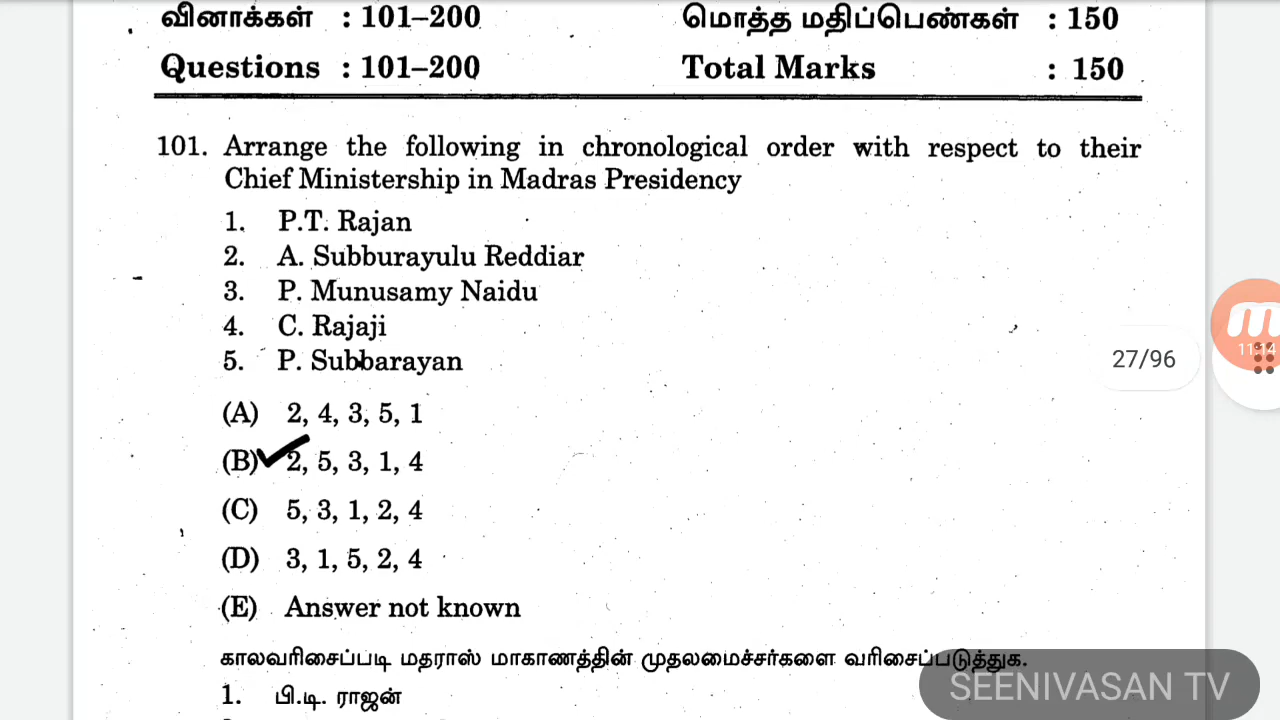 வினாக்கள் : 101–200 மொத்த மதிப்பெண்கள் : 150
Questions : 101–200 Total Marks : 150
101. Arrange the following in chronological order with respect to their
Chief Ministership in Madras Presidency
1. P.T. Rajan
2. A. Subburayulu Reddiar
3. P. Munusamy Naidu
4. C. Rajaji
5. P. Subbarayan
27/96
11:14
(A) 2, 4, 3, 5, 1
(B) 2, 5, 3, 1, 4
(C) 5, 3, 1, 2, 4
(D) 3, 1, 5, 2, 4
(E) Answer not known
காலவரிசைப்படி மதராஸ் மாகாணத்தின் முதலமைச்சர்களை வரிசைப்படுத்துக.
1. பி.டி. ராஜன்
SEENIVASAN TV